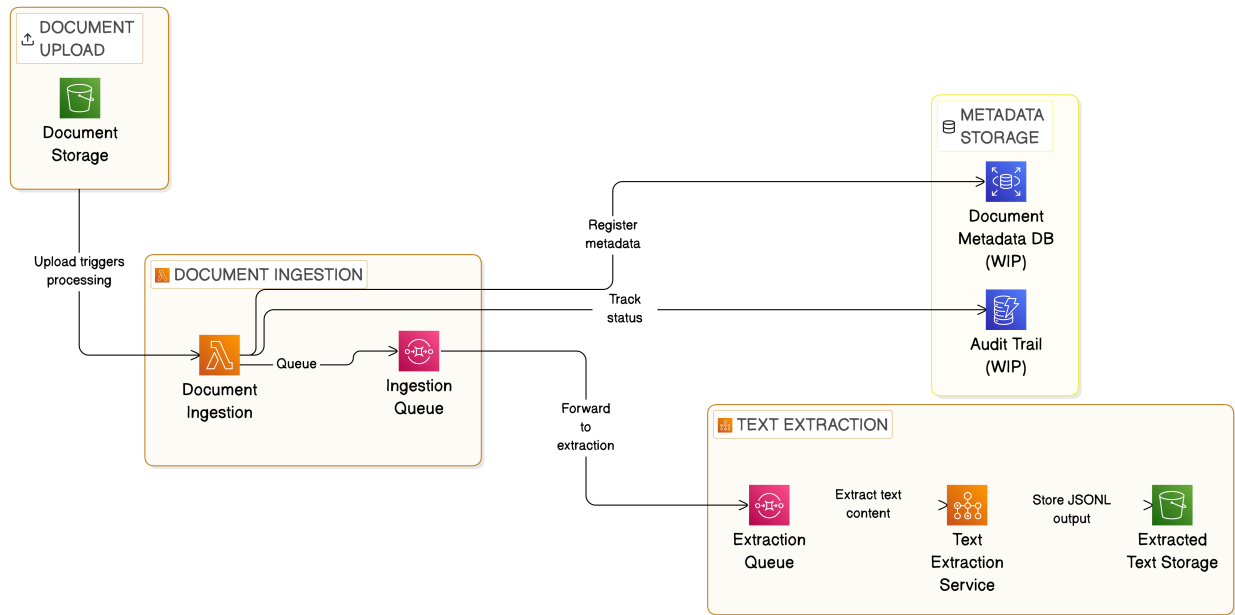 DOCUMENT
UPLOAD
Document
Storage
Upload triggers
processing
DOCUMENT INGESTION
Document
Ingestion
Queue
Ingestion
Queue
Register
metadata
Track
status
METADATA
STORAGE
Document
Metadata DB
(WIP)
Audit Trail
(WIP)
Forward
to
extraction
TEXT EXTRACTION
Extraction
Queue
Extract text
content
Text
Extraction
Service
Store JSONL
output
Extracted
Text Storage